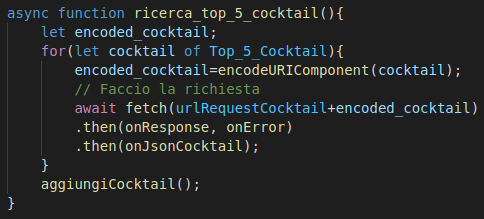 async function ricerca_top_5_cocktail(){
    let encoded_cocktail;
    for(let cocktail of Top_5_Cocktail){
        encoded_cocktail=encodeURIComponent(cocktail);
        // Faccio la richiesta
        await fetch(urlRequestCocktail+encoded_cocktail)
        .then(onResponse, onError)
        .then(onJsonCocktail);
    }
    aggiungiCocktail();
}